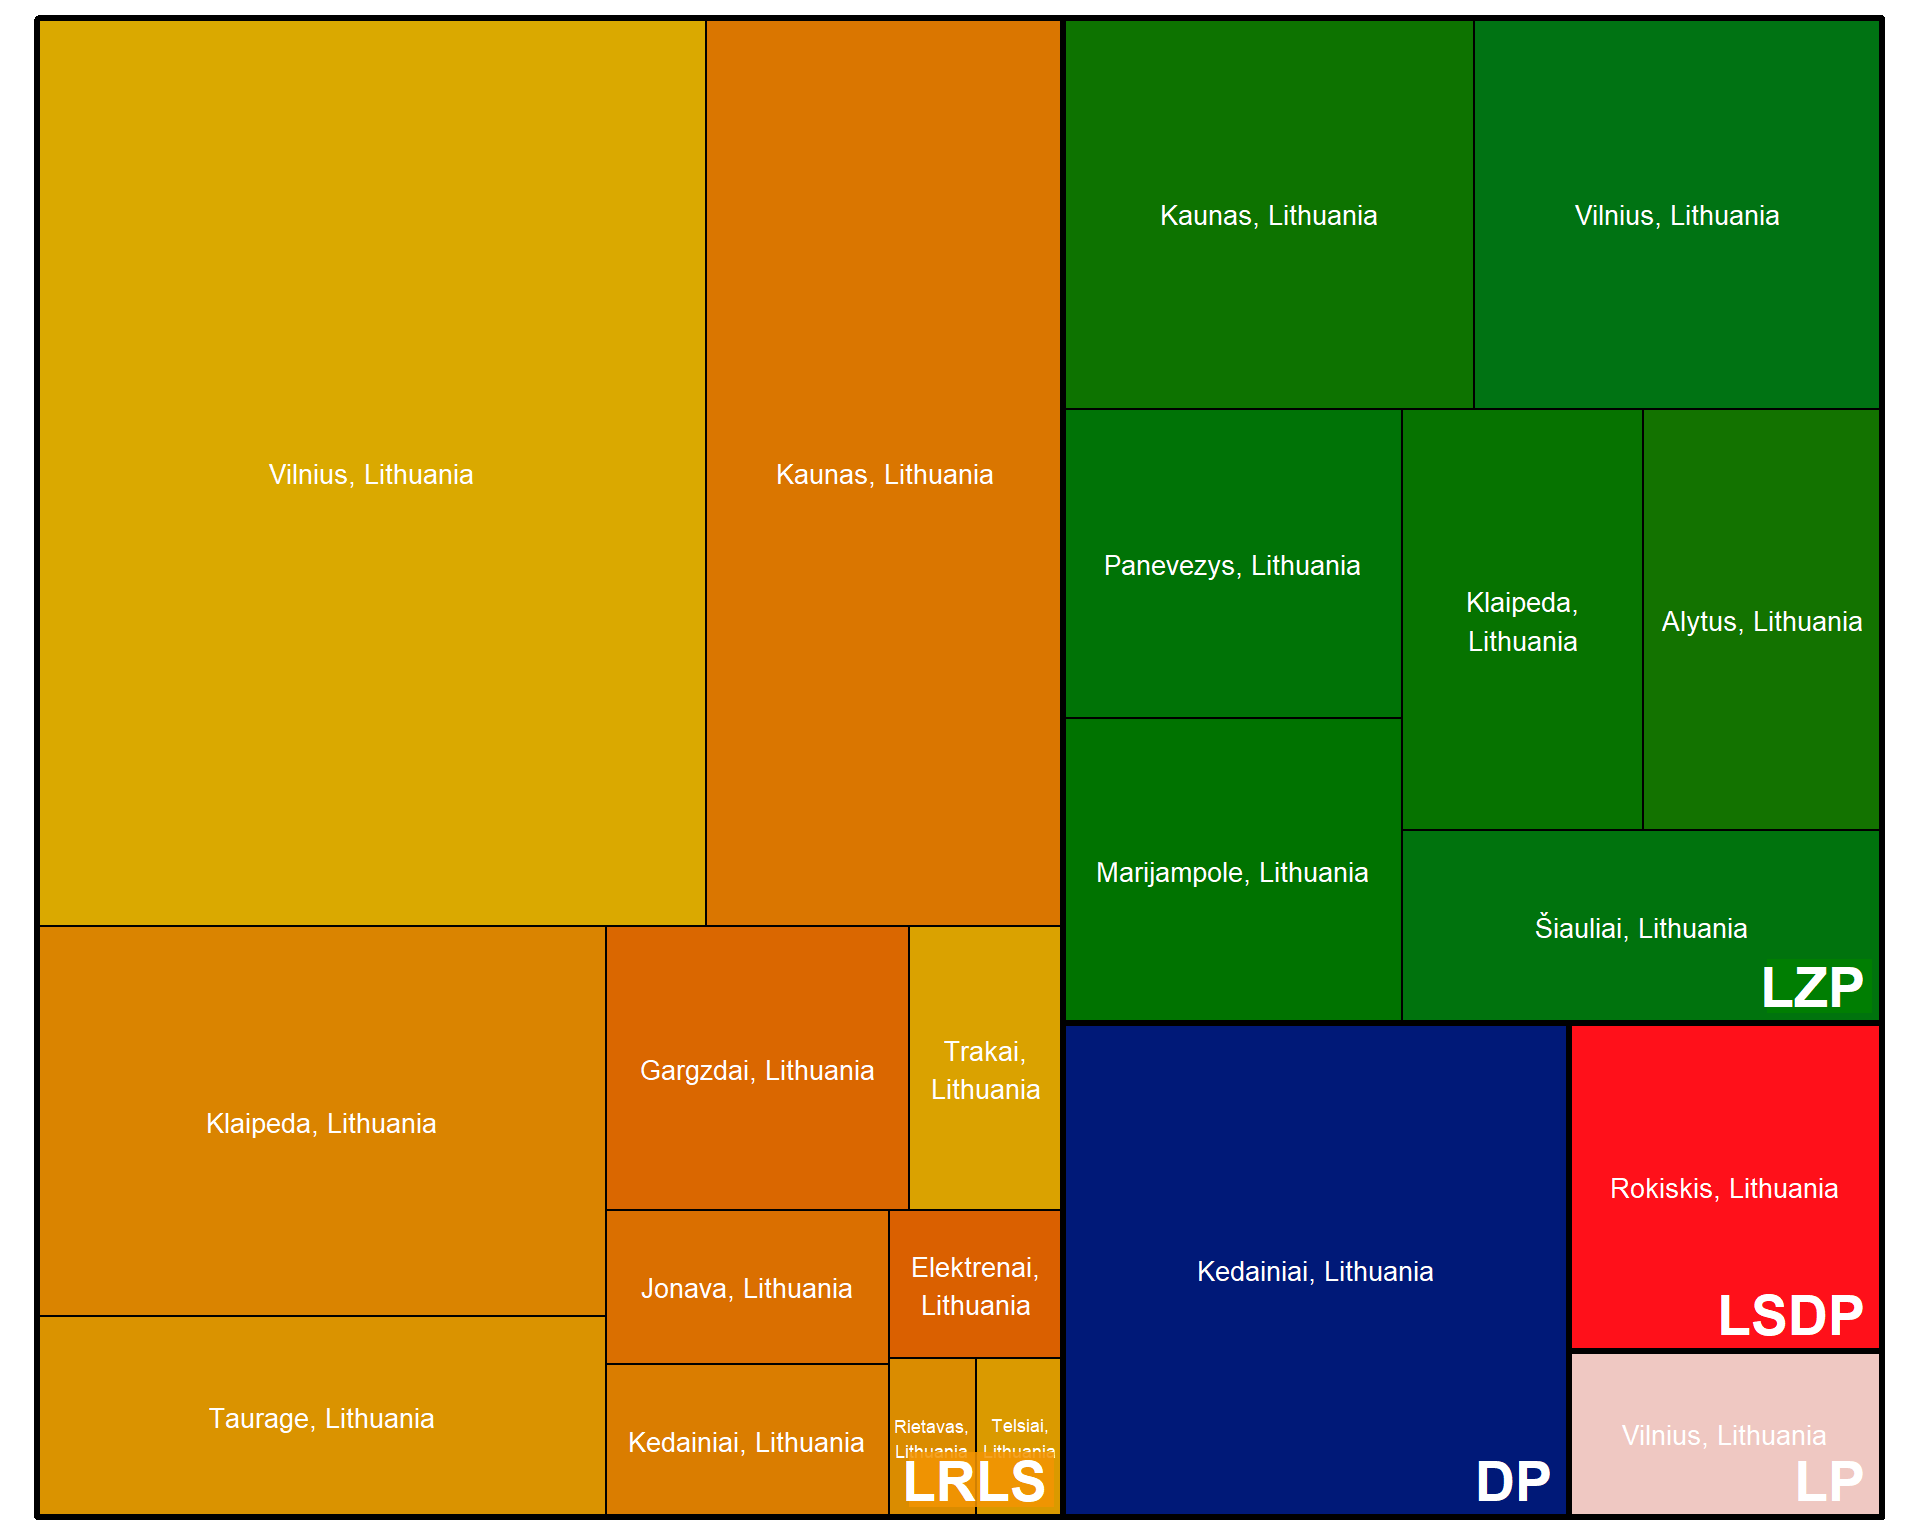 Vilnius, Lithuania
Kaunas, Lithuania
Klaipeda, Lithuania
Taurage, Lithuania
Gargzdai, Lithuania
Trakai,
Lithuania
Jonava, Lithuania
Elektrenai,
Lithuania
Kedainiai, Lithuania
Rietavas,
Lithuania
Telsiai,
Lithuania
LRLS
Kaunas, Lithuania
Vilnius, Lithuania
Panevezys, Lithuania
Klaipeda,
Lithuania
Alytus, Lithuania
Marijampole, Lithuania
Šiauliai, Lithuania
LZP
Kedainiai, Lithuania
DP
Rokiskis, Lithuania
LSDP
Vilnius, Lithuania
LP